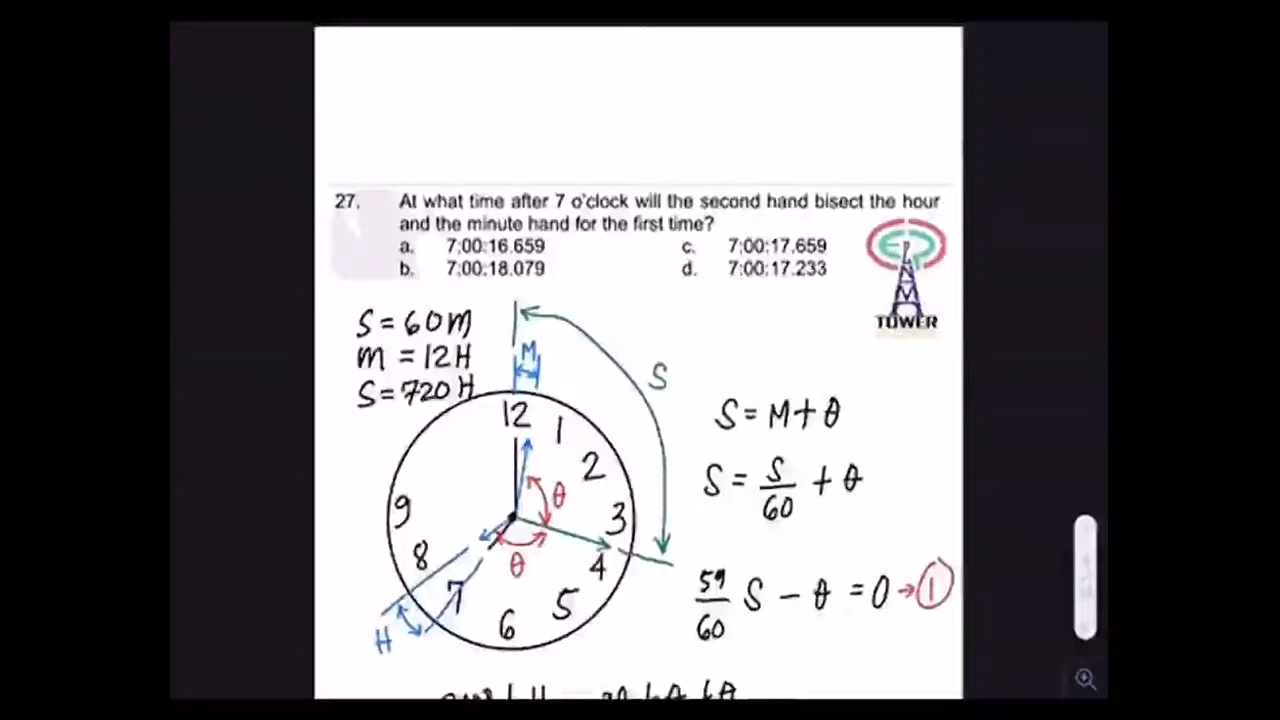 27. At what time after 7 o'clock will the second hand bisect the hour
and the minute hand for the first time?
a. 7:00:16.659 c. 7:00:17.659
b. 7:00:18.079 d. 7:00:17.233
TOWER
S = 60M
M = 12H
S = 720H
M
S
12
1
2
3
4
5
6
7
8
9
θ
θ
H
S = M + θ
S = S/60 + θ
59/60 S - θ = 0 → 1